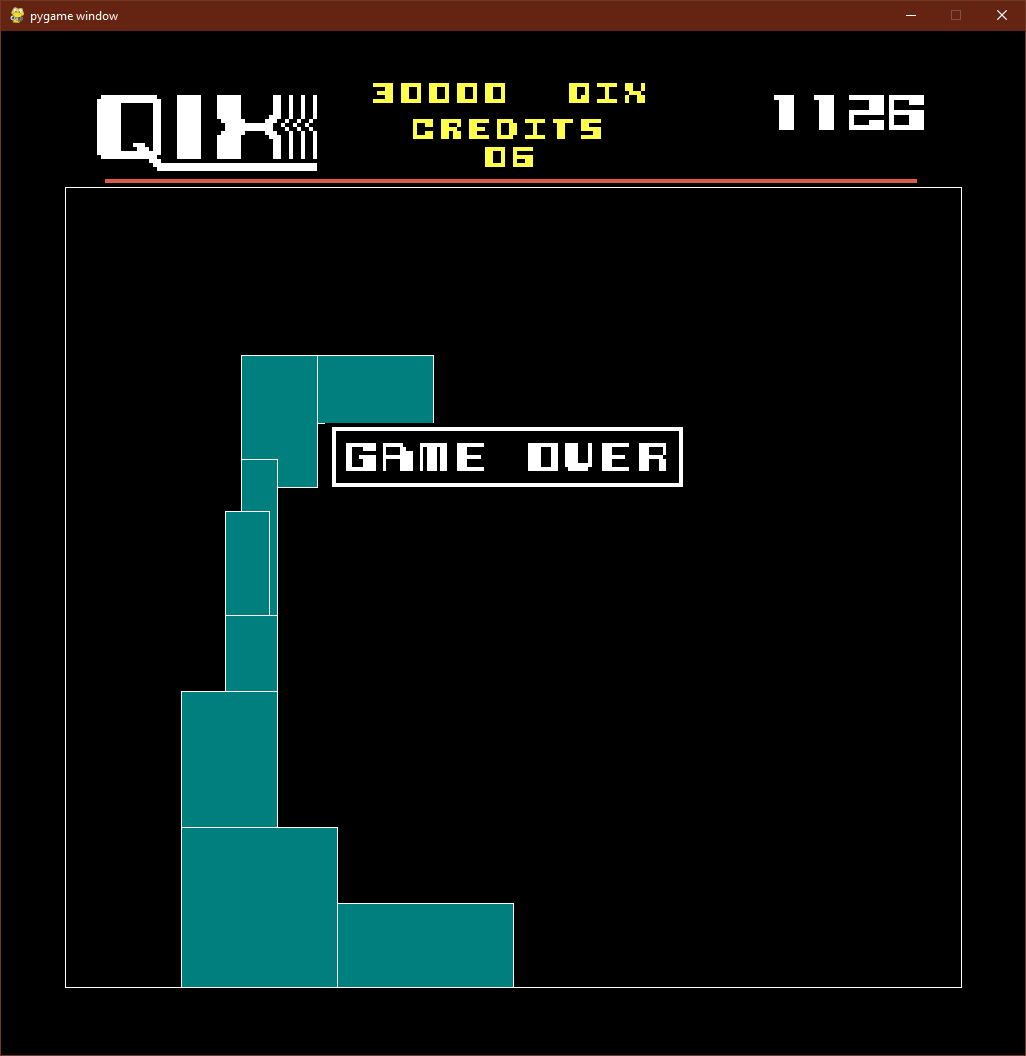 pygame window
QIX
30000 QIX
1126
CREDITS
06
GAME OVER